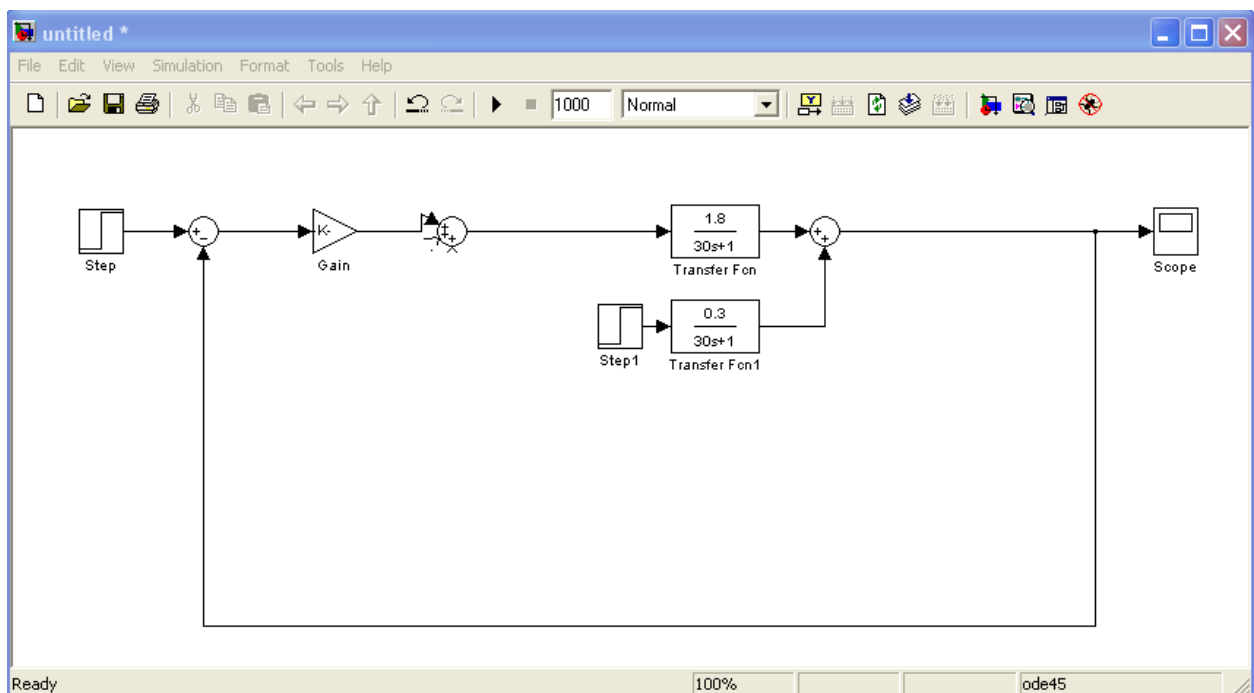 untitled *
File Edit View Simulation Format Tools Help
1000 Normal
1.8
30s+1
+ - K- + + + +
Step Gain Transfer Fcn Scope
0.3
30s+1
Step1 Transfer Fcn1
Ready 100% ode45